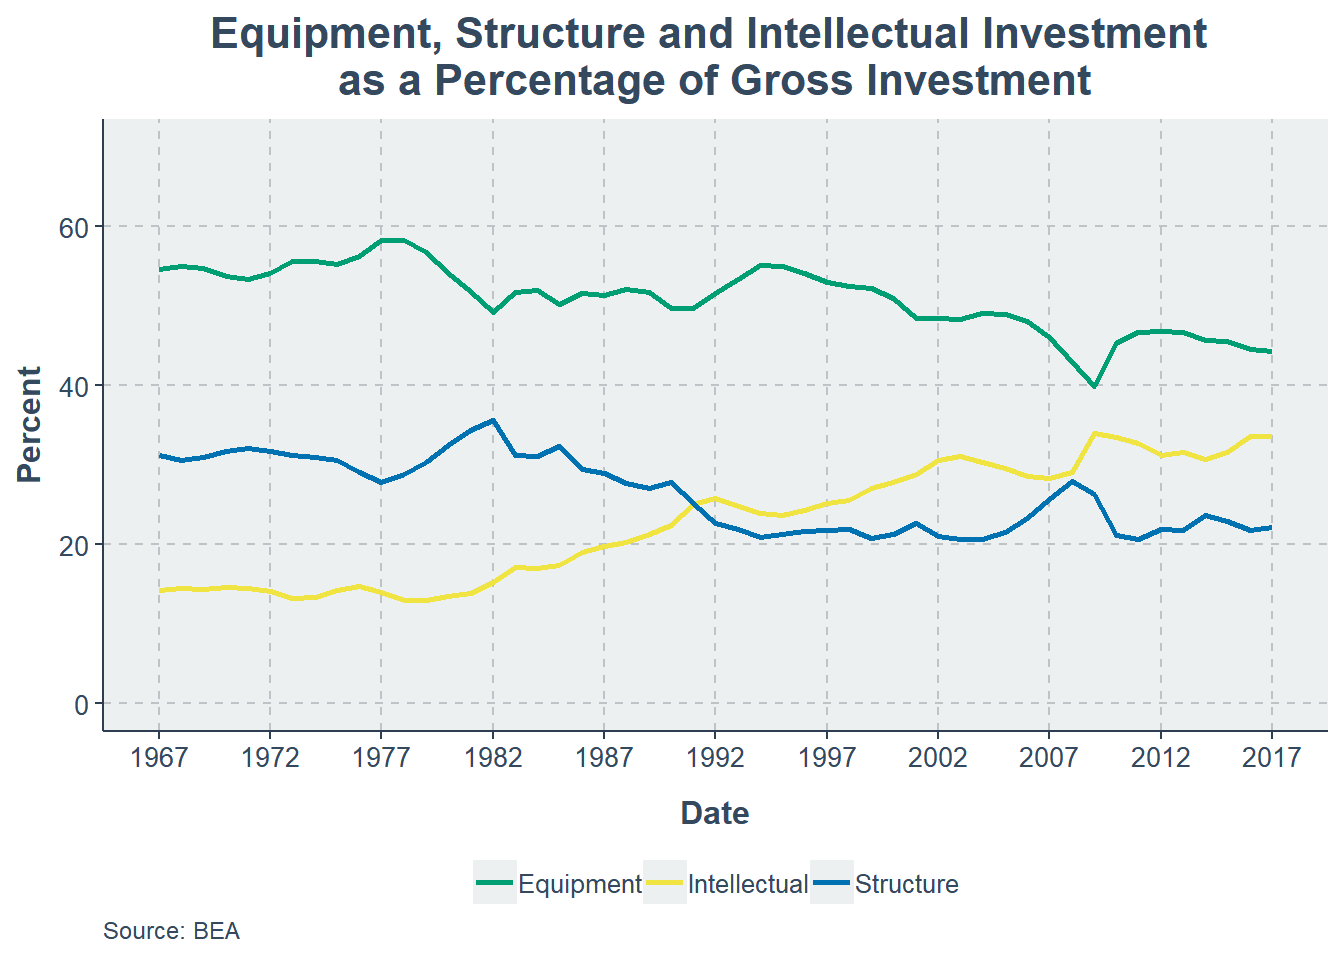 Equipment, Structure and Intellectual Investment
as a Percentage of Gross Investment
Percent
60
40
20
0
1967 1972 1977 1982 1987 1992 1997 2002 2007 2012 2017
Date
Equipment Intellectual Structure
Source: BEA